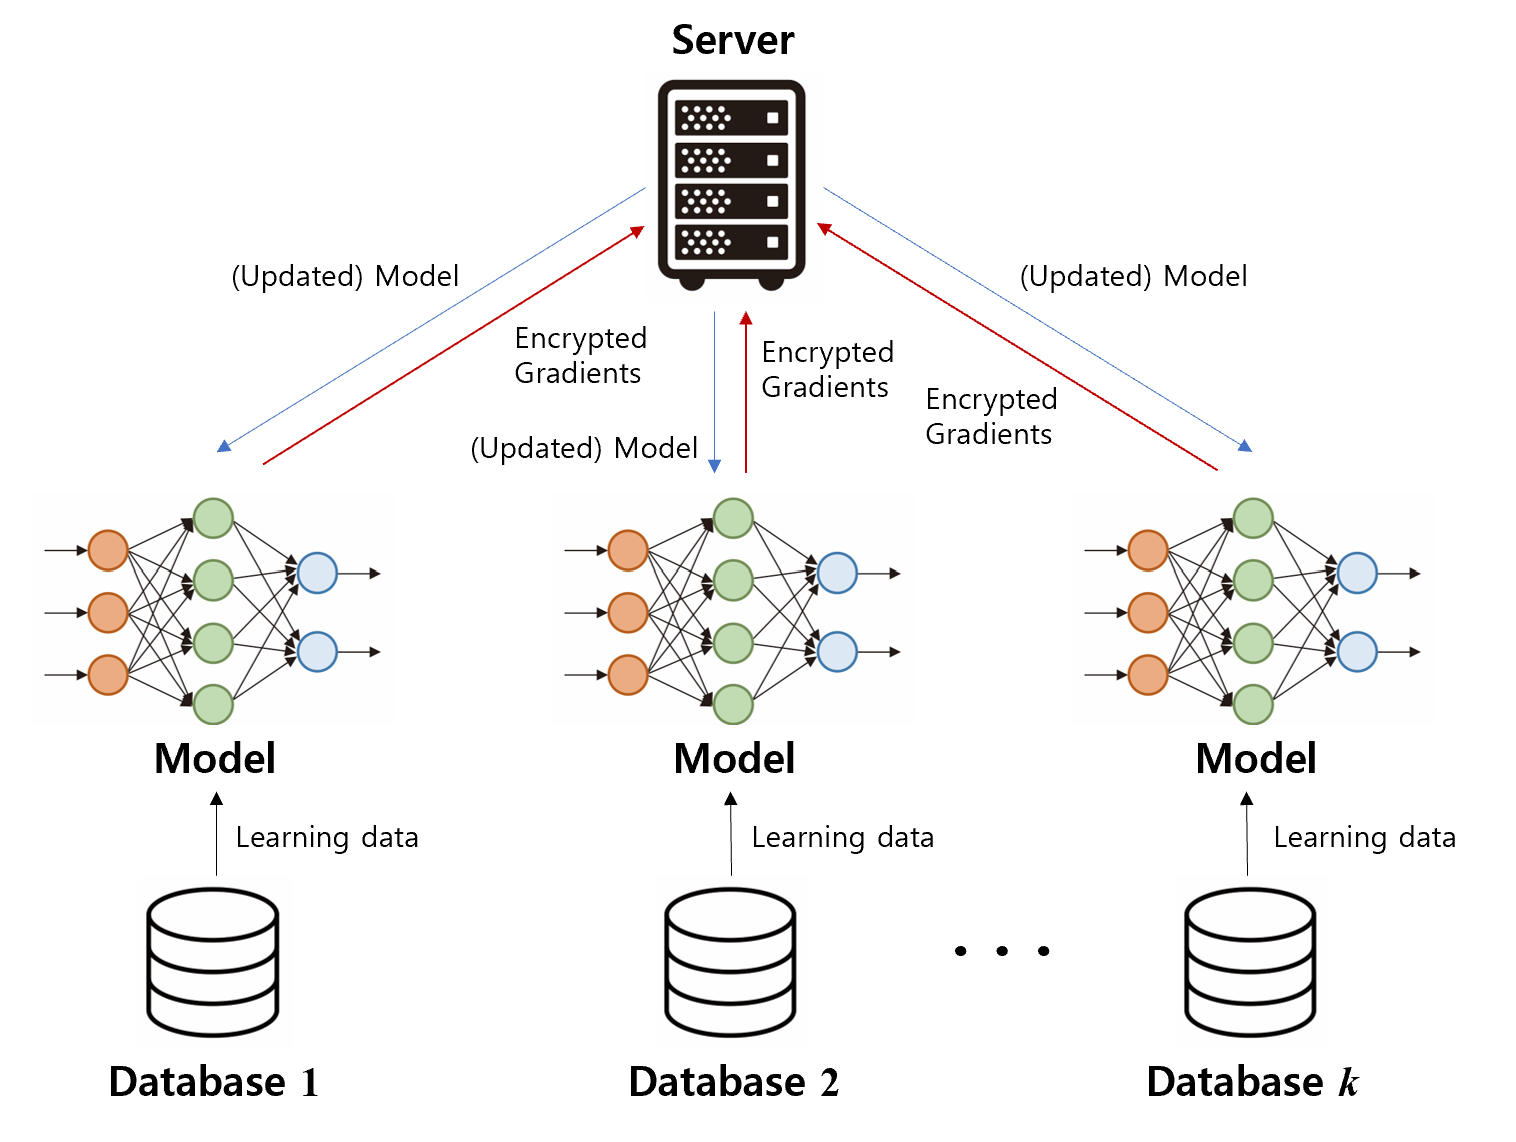 Server
(Updated) Model
(Updated) Model
Encrypted
Gradients
Encrypted
Gradients
Encrypted
Gradients
(Updated) Model
Model
Model
Model
Learning data
Learning data
Learning data
. . .
Database 1
Database 2
Database k